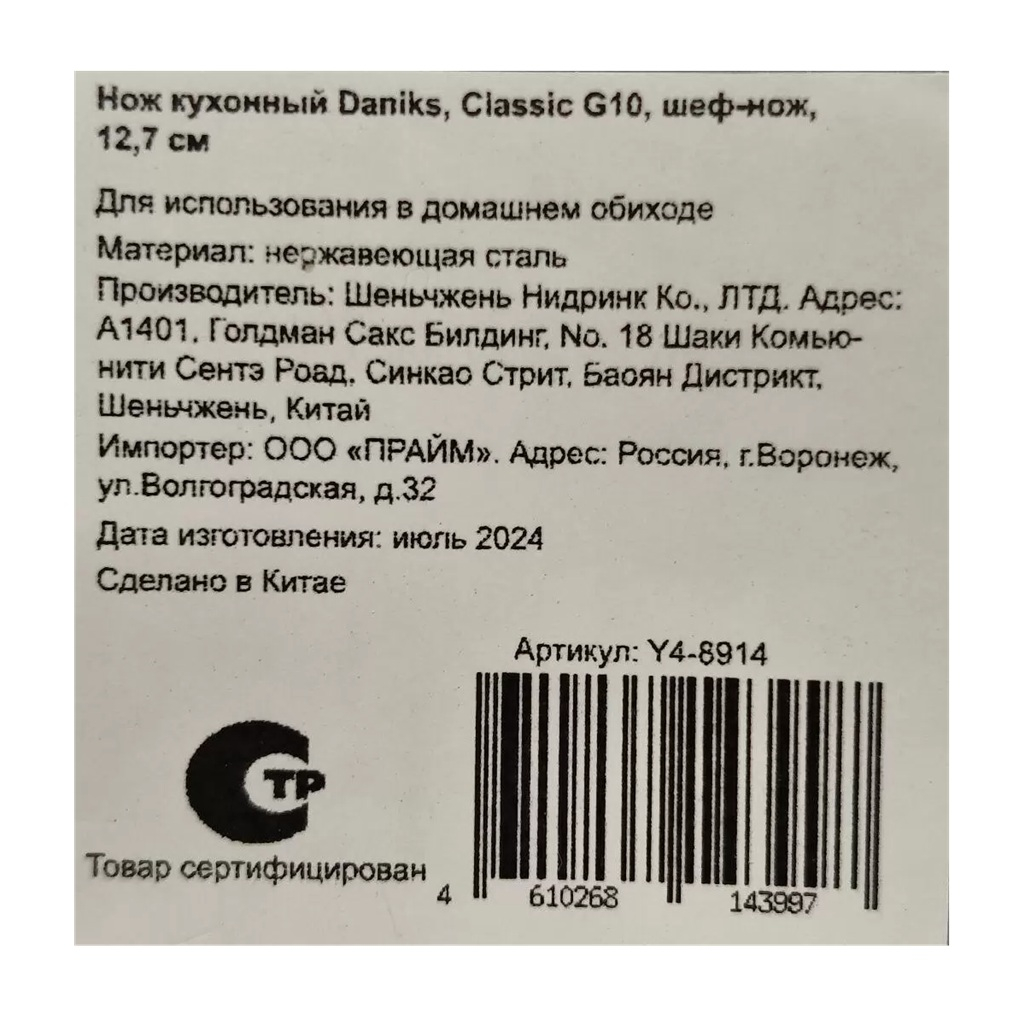 Нож кухонный Daniks, Classic G10, шеф-нож,
12,7 см
Для использования в домашнем обиходе
Материал: нержавеющая сталь
Производитель: Шеньчжень Нидринк Ко., ЛТД. Адрес:
А1401, Голдман Сакс Билдинг, No. 18 Шаки Комью-
нити Сентэ Роад, Синкао Стрит, Баоян Дистрикт,
Шеньчжень, Китай
Импортер: ООО «ПРАЙМ». Адрес: Россия, г.Воронеж,
ул.Волгоградская, д.32
Дата изготовления: июль 2024
Сделано в Китае
Артикул: Y4-8914
ТР
Товар сертифицирован
4 610268 143997